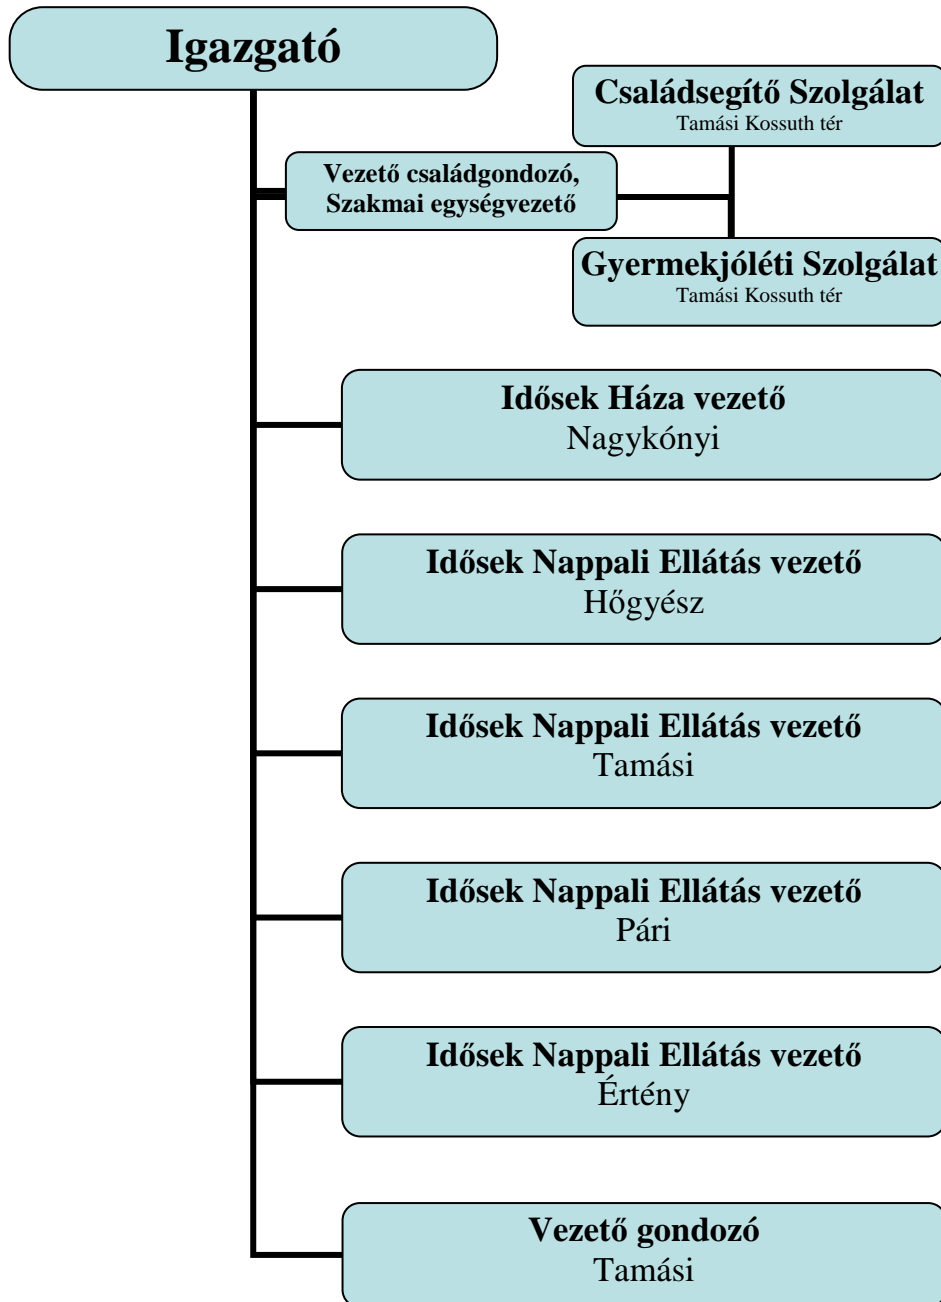 Igazgató
Családsegítő Szolgálat
Tamási Kossuth tér
Vezető családgondozó,
Szakmai egységvezető
Gyermekjóléti Szolgálat
Tamási Kossuth tér
Idősek Háza vezető
Nagykónyi
Idősek Nappali Ellátás vezető
Hőgyész
Idősek Nappali Ellátás vezető
Tamási
Idősek Nappali Ellátás vezető
Pári
Idősek Nappali Ellátás vezető
Értény
Vezető gondozó
Tamási